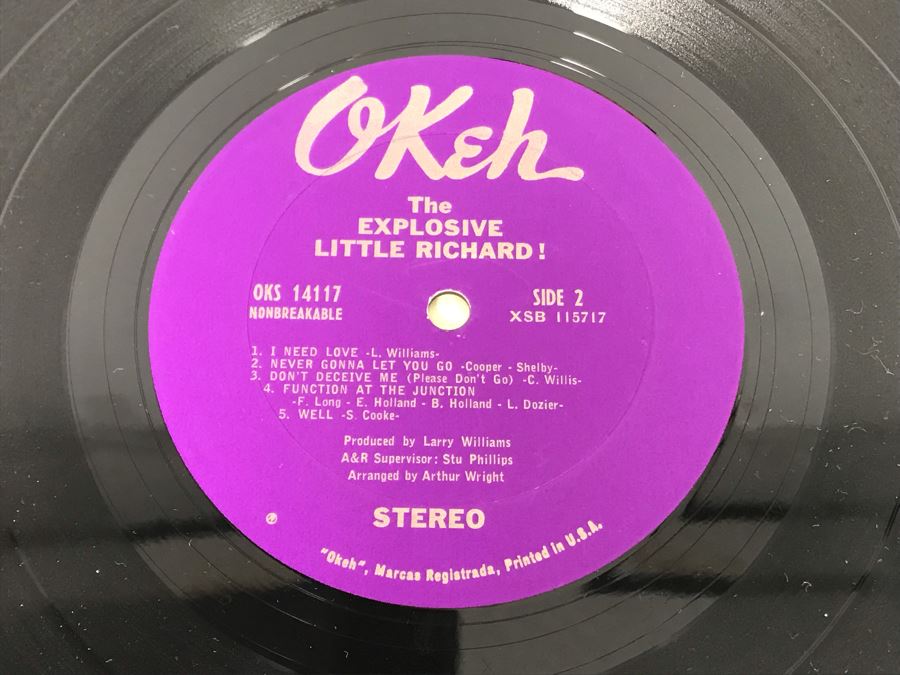 OKeh
The
EXPLOSIVE
LITTLE RICHARD!
OKS 14117
NONBREAKABLE
SIDE 2
XSB 115717
1. I NEED LOVE -L. Williams-
2. NEVER GONNA LET YOU GO -Cooper - Shelby-
3. DON'T DECEIVE ME (Please Don't Go) -C. Willis-
4. FUNCTION AT THE JUNCTION
-F. Long - E. Holland - B. Holland - L. Dozier-
5. WELL -S. Cooke-
Produced by Larry Williams
A&R Supervisor: Stu Phillips
Arranged by Arthur Wright
STEREO
"Okeh", Marcas Registrada, Printed in U.S.A.